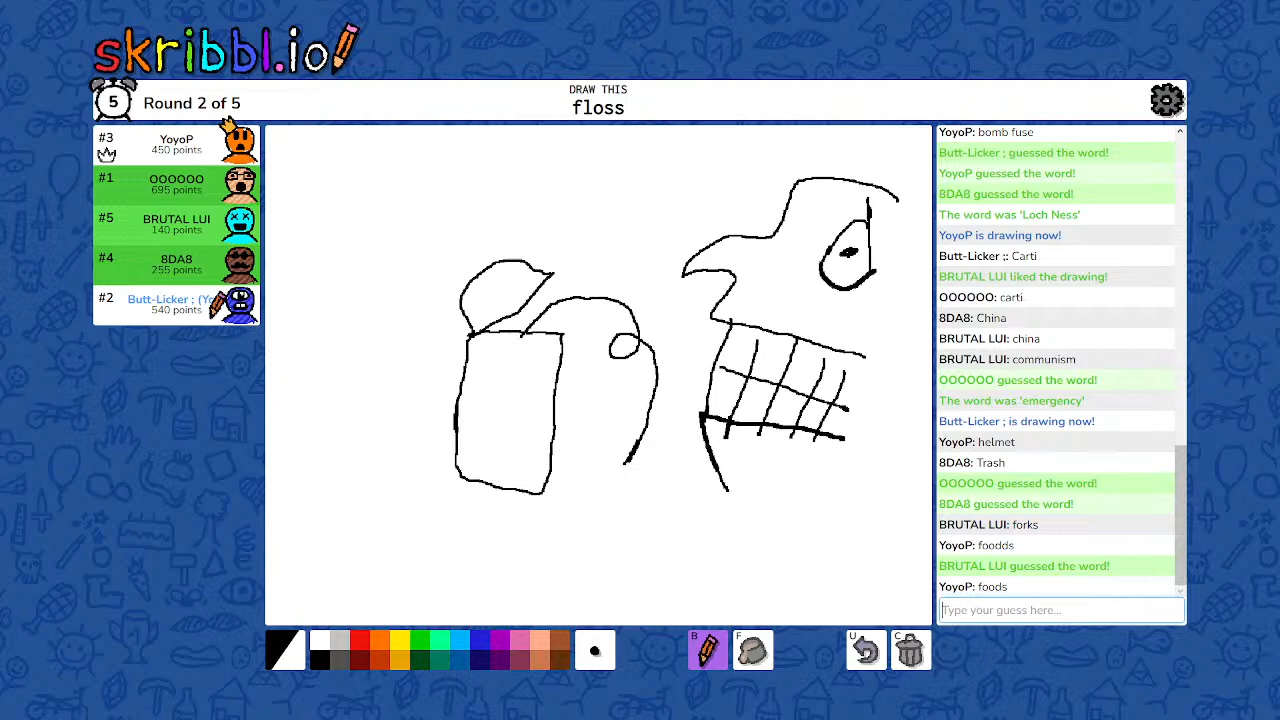 skribbl.io
5
Round 2 of 5
DRAW THIS
floss
#3
YoyoP
450 points
#1
OOOOOO
695 points
#5
BRUTAL LUI
140 points
#4
8DA8
255 points
#2
Butt-Licker ; (Yo
540 points
YoyoP: bomb fuse
Butt-Licker ; guessed the word!
YoyoP guessed the word!
8DA8 guessed the word!
The word was 'Loch Ness'
YoyoP is drawing now!
Butt-Licker ;: Carti
BRUTAL LUI liked the drawing!
OOOOOO: carti
8DA8: China
BRUTAL LUI: china
BRUTAL LUI: communism
OOOOOO guessed the word!
The word was 'emergency'
Butt-Licker ; is drawing now!
YoyoP: helmet
8DA8: Trash
OOOOOO guessed the word!
8DA8 guessed the word!
BRUTAL LUI: forks
YoyoP: foodds
BRUTAL LUI guessed the word!
YoyoP: foods
Type your guess here...
B
F
U
C